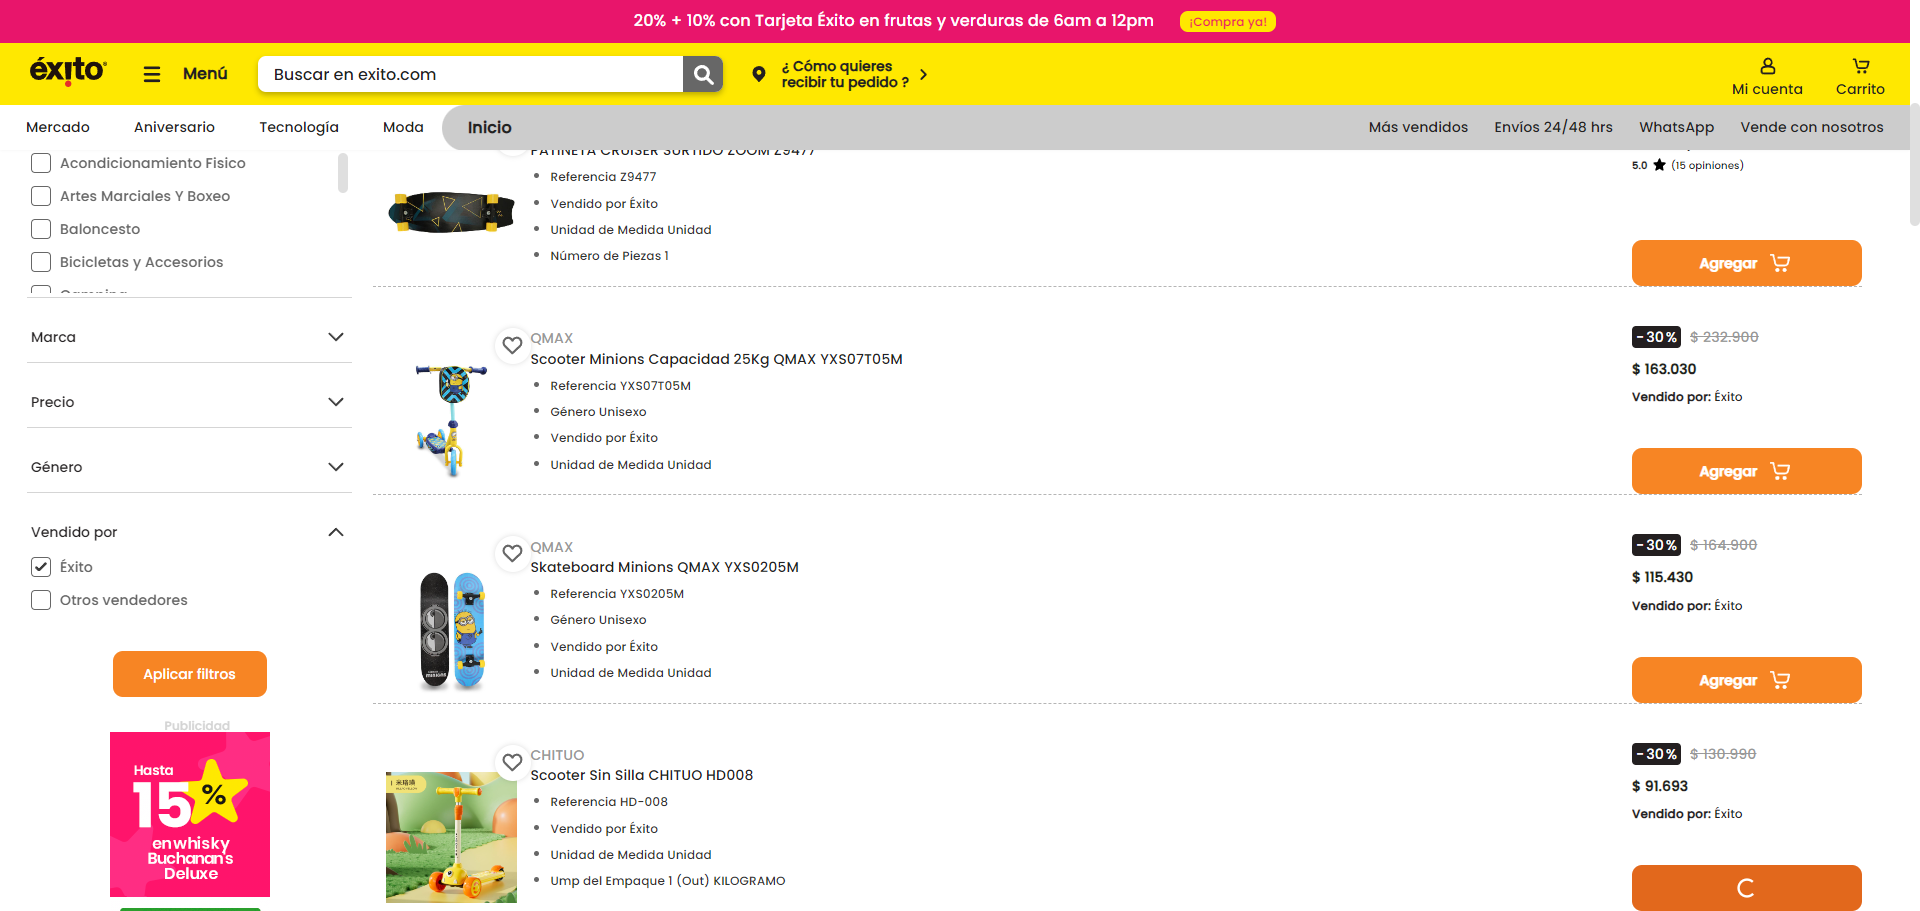 20% + 10% con Tarjeta Éxito en frutas y verduras de 6am a 12pm
¡Compra ya!
éxito
Menú
Buscar en exito.com
¿ Cómo quieres
recibir tu pedido ?
Mi cuenta
Carrito
Mercado
Aniversario
Tecnología
Moda
Inicio
Más vendidos
Envíos 24/48 hrs
WhatsApp
Vende con nosotros
Acondicionamiento Fisico
Artes Marciales Y Boxeo
Baloncesto
Bicicletas y Accesorios
Camping
Marca
Precio
Género
Vendido por
Éxito
Otros vendedores
Aplicar filtros
Publicidad
Hasta
15%
en whisky
Buchanan's
Deluxe
PATINETA CRUISER SURTIDO ZOOM Z9477
Referencia Z9477
Vendido por Éxito
Unidad de Medida Unidad
Número de Piezas 1
5.0 (15 opiniones)
Agregar
QMAX
Scooter Minions Capacidad 25Kg QMAX YXS07T05M
Referencia YXS07T05M
Género Unisexo
Vendido por Éxito
Unidad de Medida Unidad
-30% $ 232.900
$ 163.030
Vendido por: Éxito
Agregar
QMAX
Skateboard Minions QMAX YXS0205M
Referencia YXS0205M
Género Unisexo
Vendido por Éxito
Unidad de Medida Unidad
-30% $ 164.900
$ 115.430
Vendido por: Éxito
Agregar
CHITUO
Scooter Sin Silla CHITUO HD008
Referencia HD-008
Vendido por Éxito
Unidad de Medida Unidad
Ump del Empaque 1 (Out) KILOGRAMO
-30% $ 130.990
$ 91.693
Vendido por: Éxito